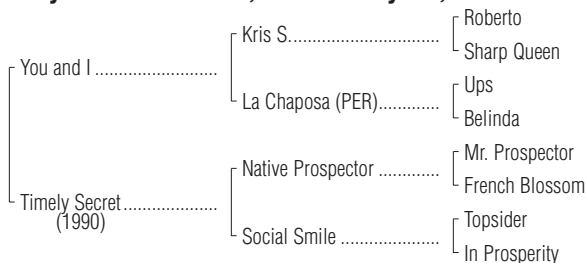 Roberto
Kris S.
Sharp Queen
You and I
Ups
La Chaposa (PER)
Belinda
Mr. Prospector
Native Prospector
French Blossom
Timely Secret
(1990)
Topsider
Social Smile
In Prosperity